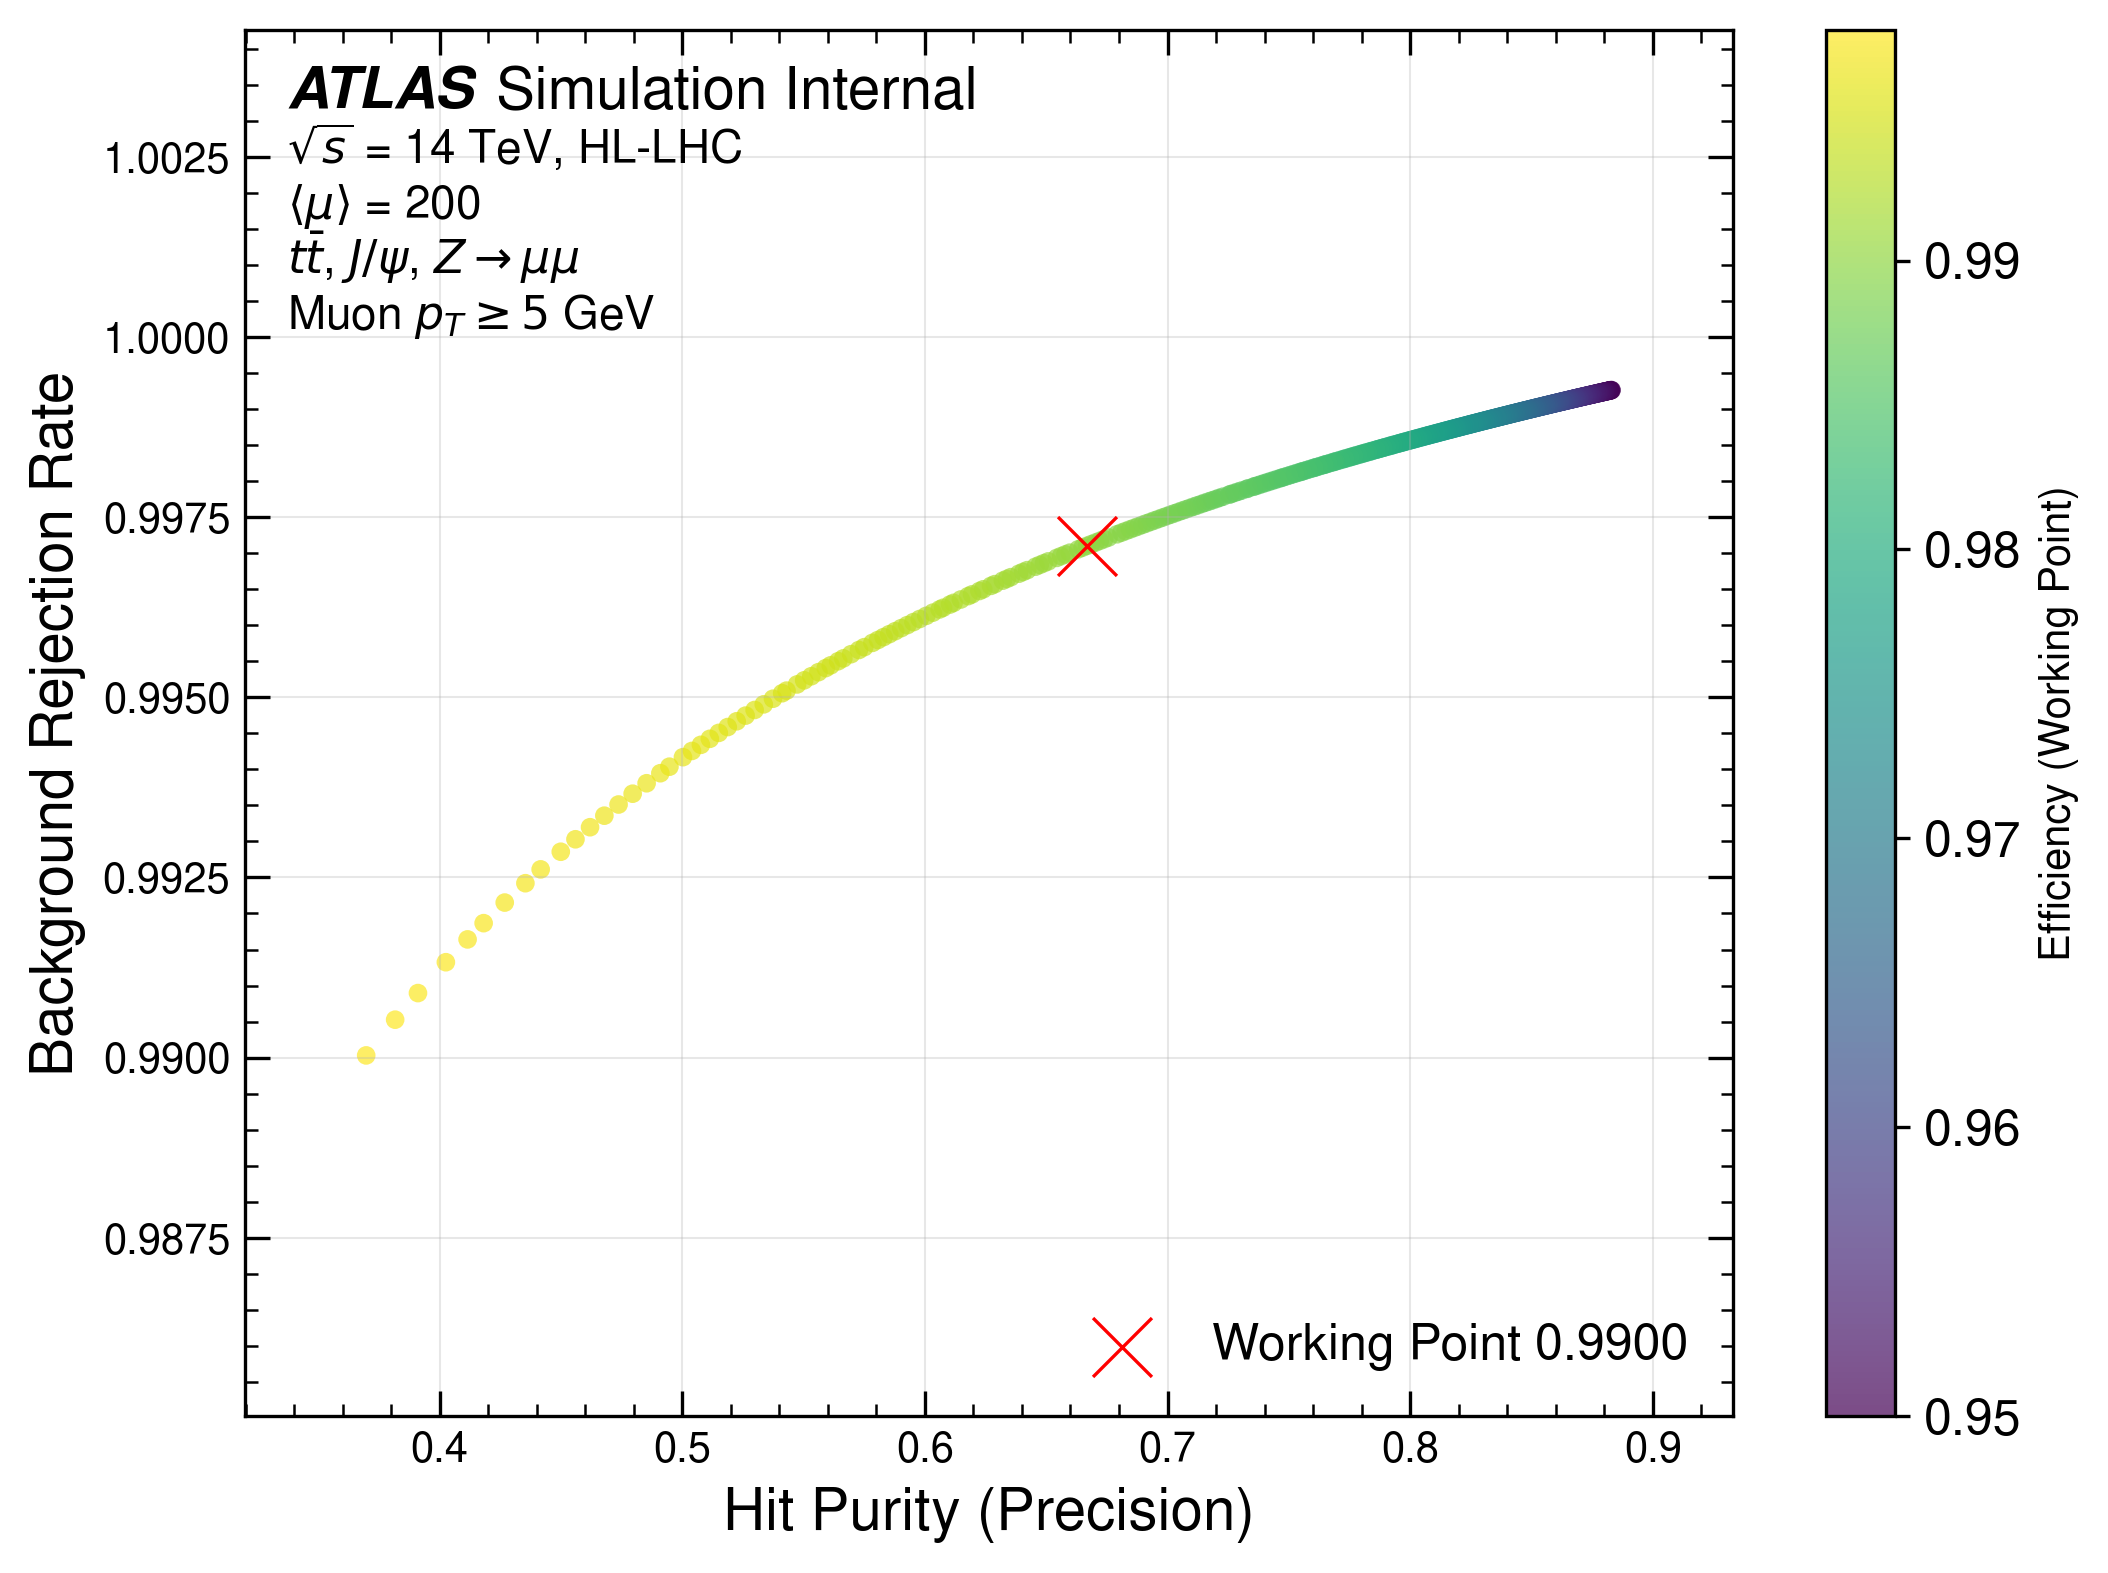 ATLAS Simulation Internal
√s = 14 TeV, HL-LHC
⟨μ⟩ = 200
tt̄, J/ψ, Z → μμ
Muon p_T ≥ 5 GeV
1.0025
1.0000
0.9975
0.9950
0.9925
0.9900
0.9875
Background Rejection Rate
0.4 0.5 0.6 0.7 0.8 0.9
Hit Purity (Precision)
Working Point 0.9900
0.99
0.98
0.97
0.96
0.95
Efficiency (Working Point)